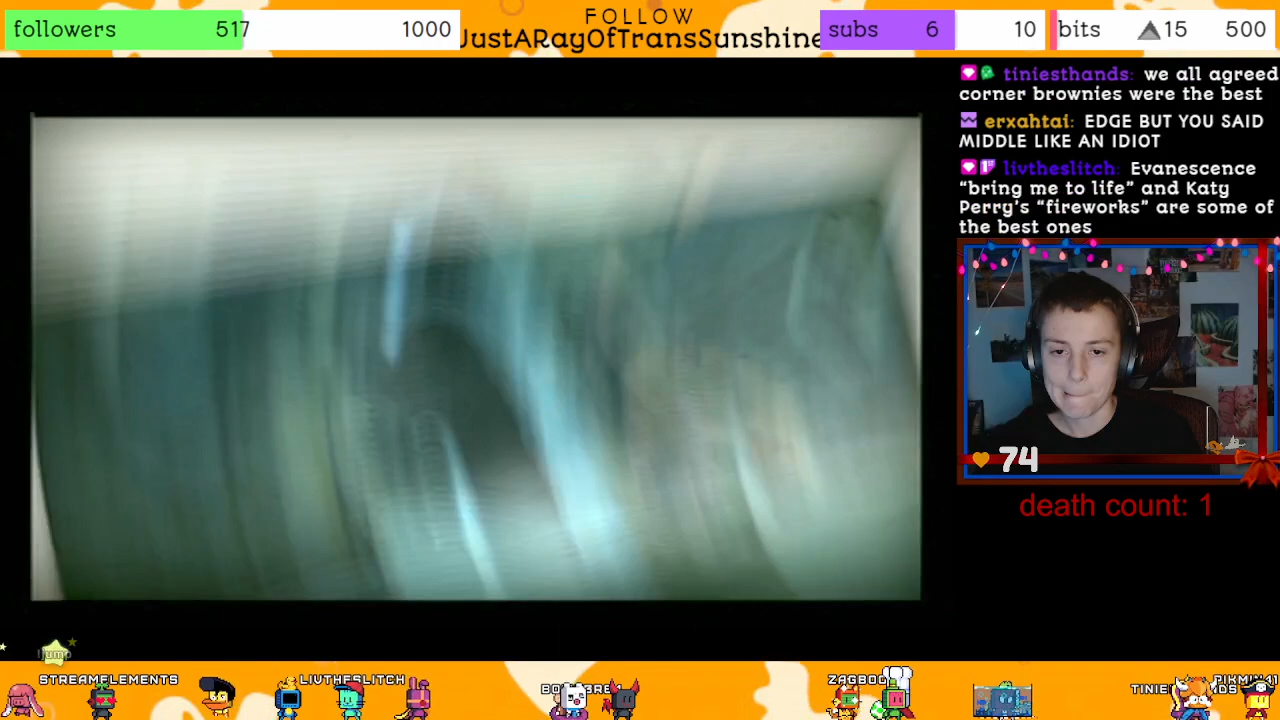 followers 517 1000
FOLLOW
JustARayOfTransSunshine
subs 6 10
bits 15 500
tiniesthands: we all agreed
corner brownies were the best
erxahtai: EDGE BUT YOU SAID
MIDDLE LIKE AN IDIOT
livtheslitch: Evanescence
"bring me to life" and Katy
Perry's "fireworks" are some of
the best ones
74
death count: 1
!jump
STREAMELEMENTS
LIVTHESLITCH